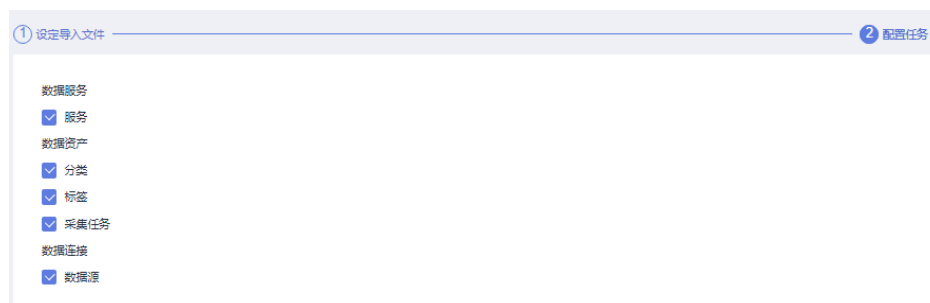 1 设定导入文件 2 配置任务
数据服务
服务
数据资产
分类
标签
采集任务
数据连接
数据源